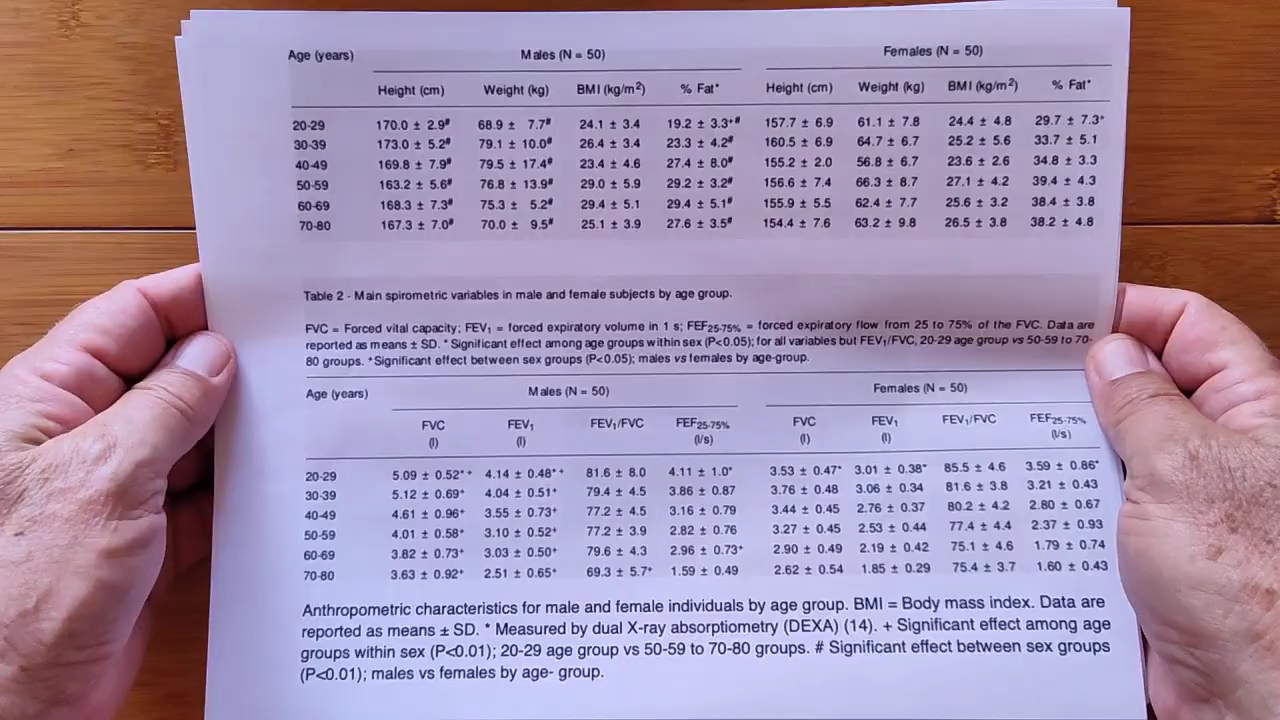 Age (years) Males (N = 50) Females (N = 50)
Height (cm) Weight (kg) BMI (kg/m²) % Fat* Height (cm) Weight (kg) BMI (kg/m²) % Fat*
20-29 170.0 ± 2.9# 68.9 ± 7.7# 24.1 ± 3.4 19.2 ± 3.3+# 157.7 ± 6.9 61.1 ± 7.8 24.4 ± 4.8 29.7 ± 7.3+
30-39 173.0 ± 5.2# 79.1 ± 10.0# 26.4 ± 3.4 23.3 ± 4.2# 160.5 ± 6.9 64.7 ± 6.7 25.2 ± 5.6 33.7 ± 5.1
40-49 169.8 ± 7.9# 79.5 ± 17.4# 23.4 ± 4.6 27.4 ± 8.0# 155.2 ± 2.0 56.8 ± 6.7 23.6 ± 2.6 34.8 ± 3.3
50-59 163.2 ± 5.6# 76.8 ± 13.9# 29.0 ± 5.9 29.2 ± 3.2# 156.6 ± 7.4 66.3 ± 8.7 27.1 ± 4.2 39.4 ± 4.3
60-69 168.3 ± 7.3# 75.3 ± 5.2# 29.4 ± 5.1 29.4 ± 5.1# 155.9 ± 5.5 62.4 ± 7.7 25.6 ± 3.2 38.4 ± 3.8
70-80 167.3 ± 7.0# 70.0 ± 9.5# 25.1 ± 3.9 27.6 ± 3.5# 154.4 ± 7.6 63.2 ± 9.8 26.5 ± 3.8 38.2 ± 4.8
Table 2 - Main spirometric variables in male and female subjects by age group.
FVC = Forced vital capacity; FEV₁ = forced expiratory volume in 1 s; FEF25-75% = forced expiratory flow from 25 to 75% of the FVC. Data are
reported as means ± SD. *Significant effect among age groups within sex (P<0.05); for all variables but FEV₁/FVC, 20-29 age group vs 50-59 to 70-
80 groups. +Significant effect between sex groups (P<0.05); males vs females by age-group.
Age (years) Males (N = 50) Females (N = 50)
FVC FEV₁ FEV₁/FVC FEF25-75% FVC FEV₁ FEV₁/FVC FEF25-75%
(l) (l) (l/s) (l) (l) (l/s)
20-29 5.09 ± 0.52*+ 4.14 ± 0.48*+ 81.6 ± 8.0 4.11 ± 1.0* 3.53 ± 0.47* 3.01 ± 0.38* 85.5 ± 4.6 3.59 ± 0.86*
30-39 5.12 ± 0.69+ 4.04 ± 0.51+ 79.4 ± 4.5 3.86 ± 0.87 3.76 ± 0.48 3.06 ± 0.34 81.6 ± 3.8 3.21 ± 0.43
40-49 4.61 ± 0.96+ 3.55 ± 0.73+ 77.2 ± 4.5 3.16 ± 0.79 3.44 ± 0.45 2.76 ± 0.37 80.2 ± 4.2 2.80 ± 0.67
50-59 4.01 ± 0.58+ 3.10 ± 0.52+ 77.2 ± 3.9 2.82 ± 0.76 3.27 ± 0.45 2.53 ± 0.44 77.4 ± 4.4 2.37 ± 0.93
60-69 3.82 ± 0.73+ 3.03 ± 0.50+ 79.6 ± 4.3 2.96 ± 0.73+ 2.90 ± 0.49 2.19 ± 0.42 75.1 ± 4.6 1.79 ± 0.74
70-80 3.63 ± 0.92+ 2.51 ± 0.65+ 69.3 ± 5.7+ 1.59 ± 0.49 2.62 ± 0.54 1.85 ± 0.29 75.4 ± 3.7 1.60 ± 0.43
Anthropometric characteristics for male and female individuals by age group. BMI = Body mass index. Data are
reported as means ± SD. * Measured by dual X-ray absorptiometry (DEXA) (14). + Significant effect among age
groups within sex (P<0.01); 20-29 age group vs 50-59 to 70-80 groups. # Significant effect between sex groups
(P<0.01); males vs females by age- group.